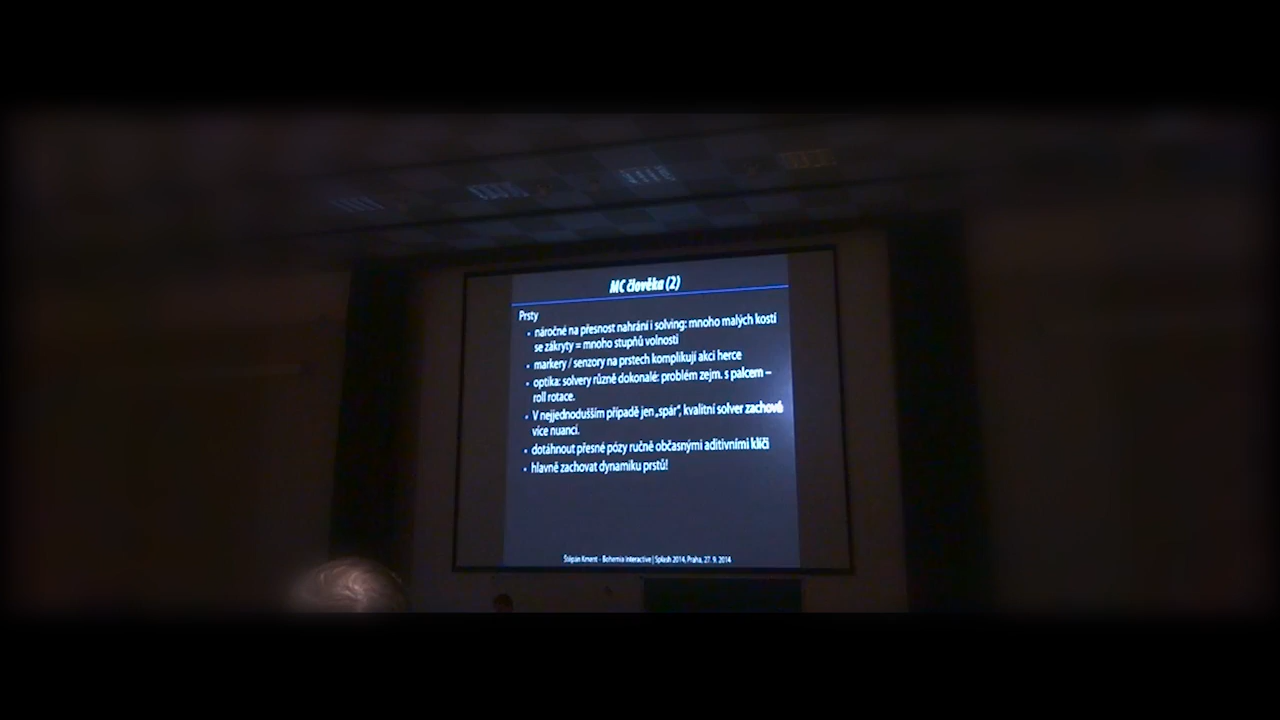 MC člověka (2)
Prsty
• náročné na přesnost nahrání i solving: mnoho malých kostí
se zákryty = mnoho stupňů volnosti
• markery / senzory na prstech komplikují akci herce
• optika: solvery různě dokonalé: problém zejm. s palcem –
roll rotace.
• V nejjednodušším případě jen „spár“, kvalitní solver zachová
více nuancí.
• dotáhnout přesné pózy ručně občasnými aditivními klíči
• hlavně zachovat dynamiku prstů!
Štěpán Kment - Bohemia Interactive | Splash 2014, Praha, 27. 9. 2014